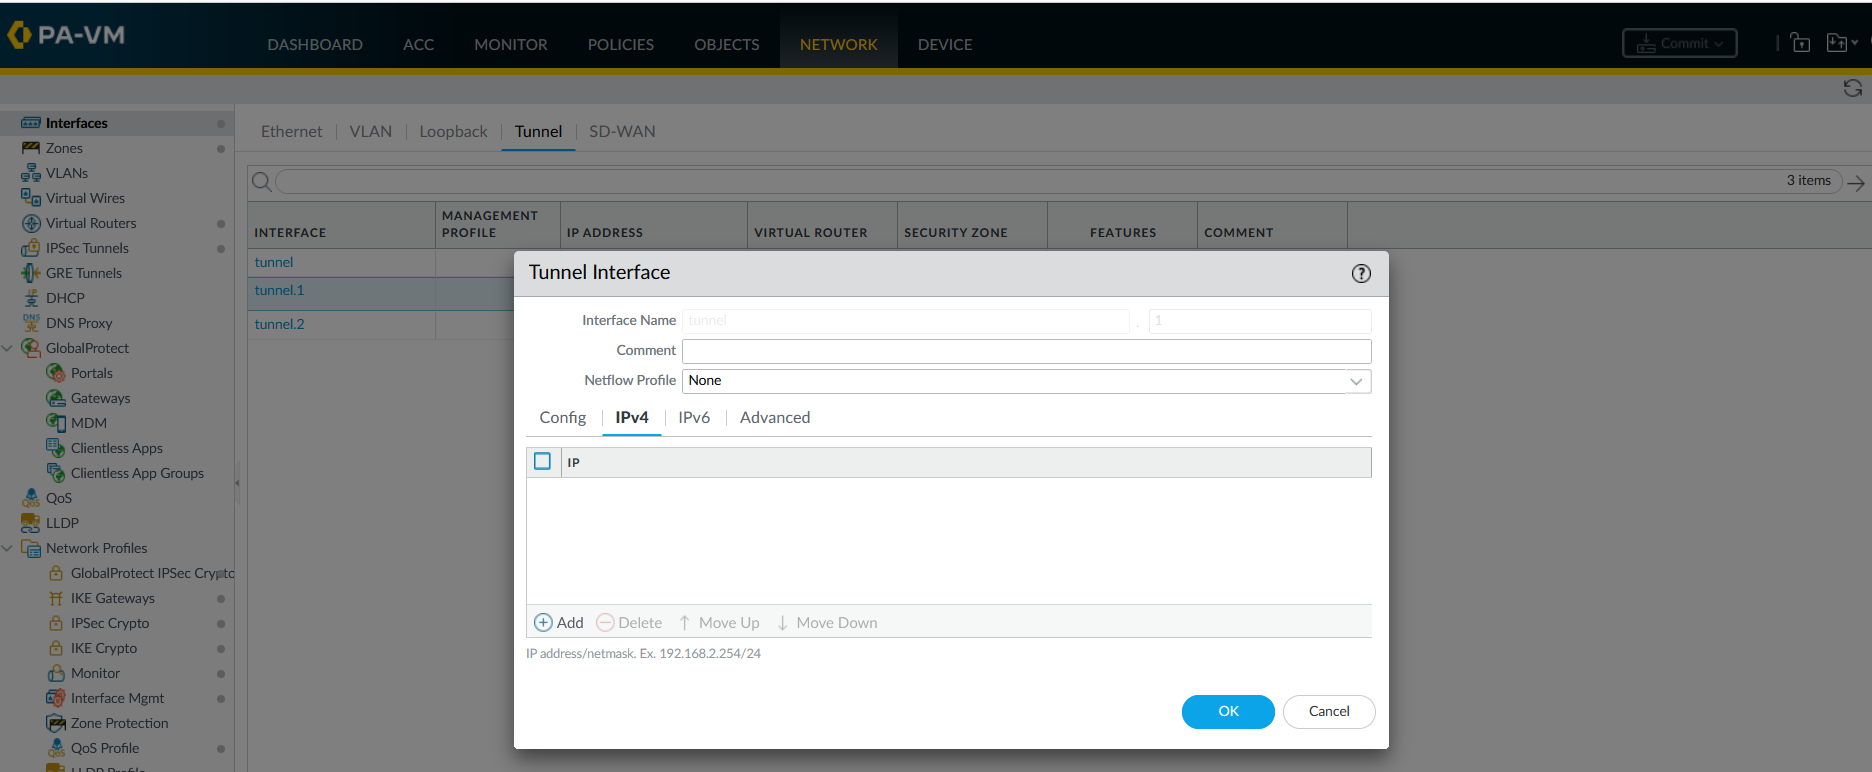 PA-VM
DASHBOARD ACC MONITOR POLICIES OBJECTS NETWORK DEVICE Commit
Interfaces
Zones
VLANs
Virtual Wires
Virtual Routers
IPSec Tunnels
GRE Tunnels
DHCP
DNS Proxy
GlobalProtect
Portals
Gateways
MDM
Clientless Apps
Clientless App Groups
QoS
LLDP
Network Profiles
GlobalProtect IPSec Crypto
IKE Gateways
IPSec Crypto
IKE Crypto
Monitor
Interface Mgmt
Zone Protection
QoS Profile
LLDP Profile
Ethernet VLAN Loopback Tunnel SD-WAN
3 items
INTERFACE MANAGEMENT PROFILE IP ADDRESS VIRTUAL ROUTER SECURITY ZONE FEATURES COMMENT
tunnel
tunnel.1
tunnel.2
Tunnel Interface
Interface Name tunnel . 1
Comment
Netflow Profile None
Config IPv4 IPv6 Advanced
IP
Add Delete Move Up Move Down
IP address/netmask. Ex. 192.168.2.254/24
OK Cancel